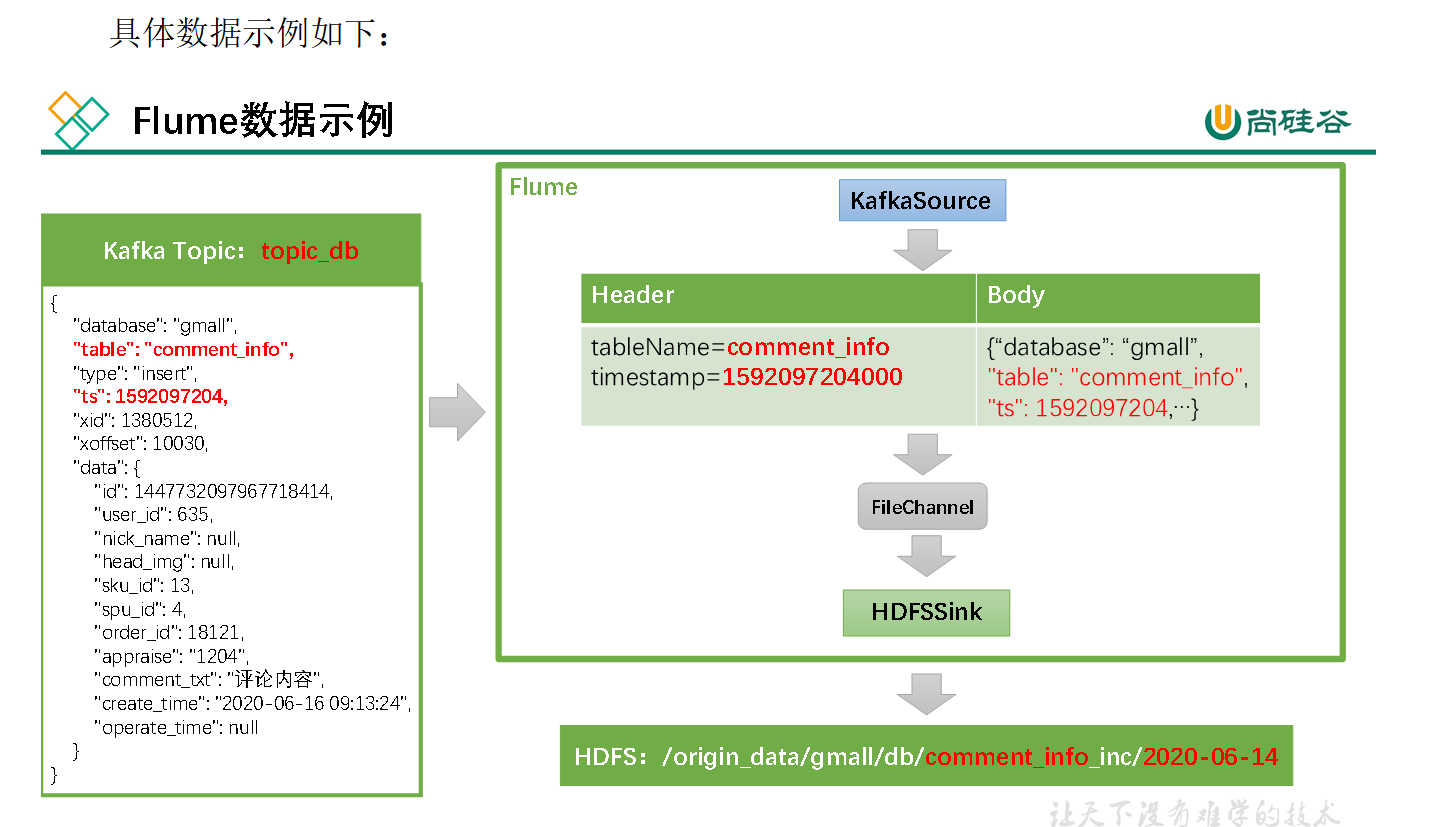 具体数据示例如下：
Flume数据示例
尚硅谷
Kafka Topic：topic_db
{
"database": "gmall",
"table": "comment_info",
"type": "insert",
"ts": 1592097204,
"xid": 1380512,
"xoffset": 10030,
"data": {
"id": 1447732097967718414,
"user_id": 635,
"nick_name": null,
"head_img": null,
"sku_id": 13,
"spu_id": 4,
"order_id": 18121,
"appraise": "1204",
"comment_txt": "评论内容",
"create_time": "2020-06-16 09:13:24",
"operate_time": null
}
}
Flume
KafkaSource
Header
Body
tableName=comment_info
timestamp=1592097204000
{“database”: “gmall”,
"table": "comment_info",
"ts": 1592097204,…}
FileChannel
HDFSSink
HDFS：/origin_data/gmall/db/comment_info_inc/2020-06-14
让天下没有难学的技术